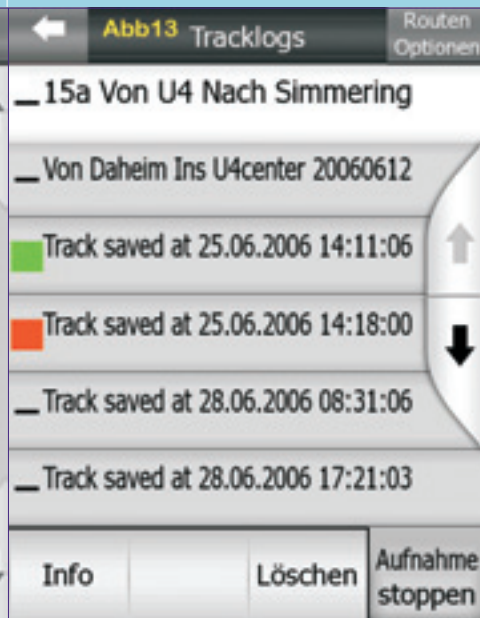 Abb13 Tracklogs
Routen
Optionen
15a Von U4 Nach Simmering
Von Daheim Ins U4center 20060612
Track saved at 25.06.2006 14:11:06
Track saved at 25.06.2006 14:18:00
Track saved at 28.06.2006 08:31:06
Track saved at 28.06.2006 17:21:03
Info
Löschen
Aufnahme
stoppen